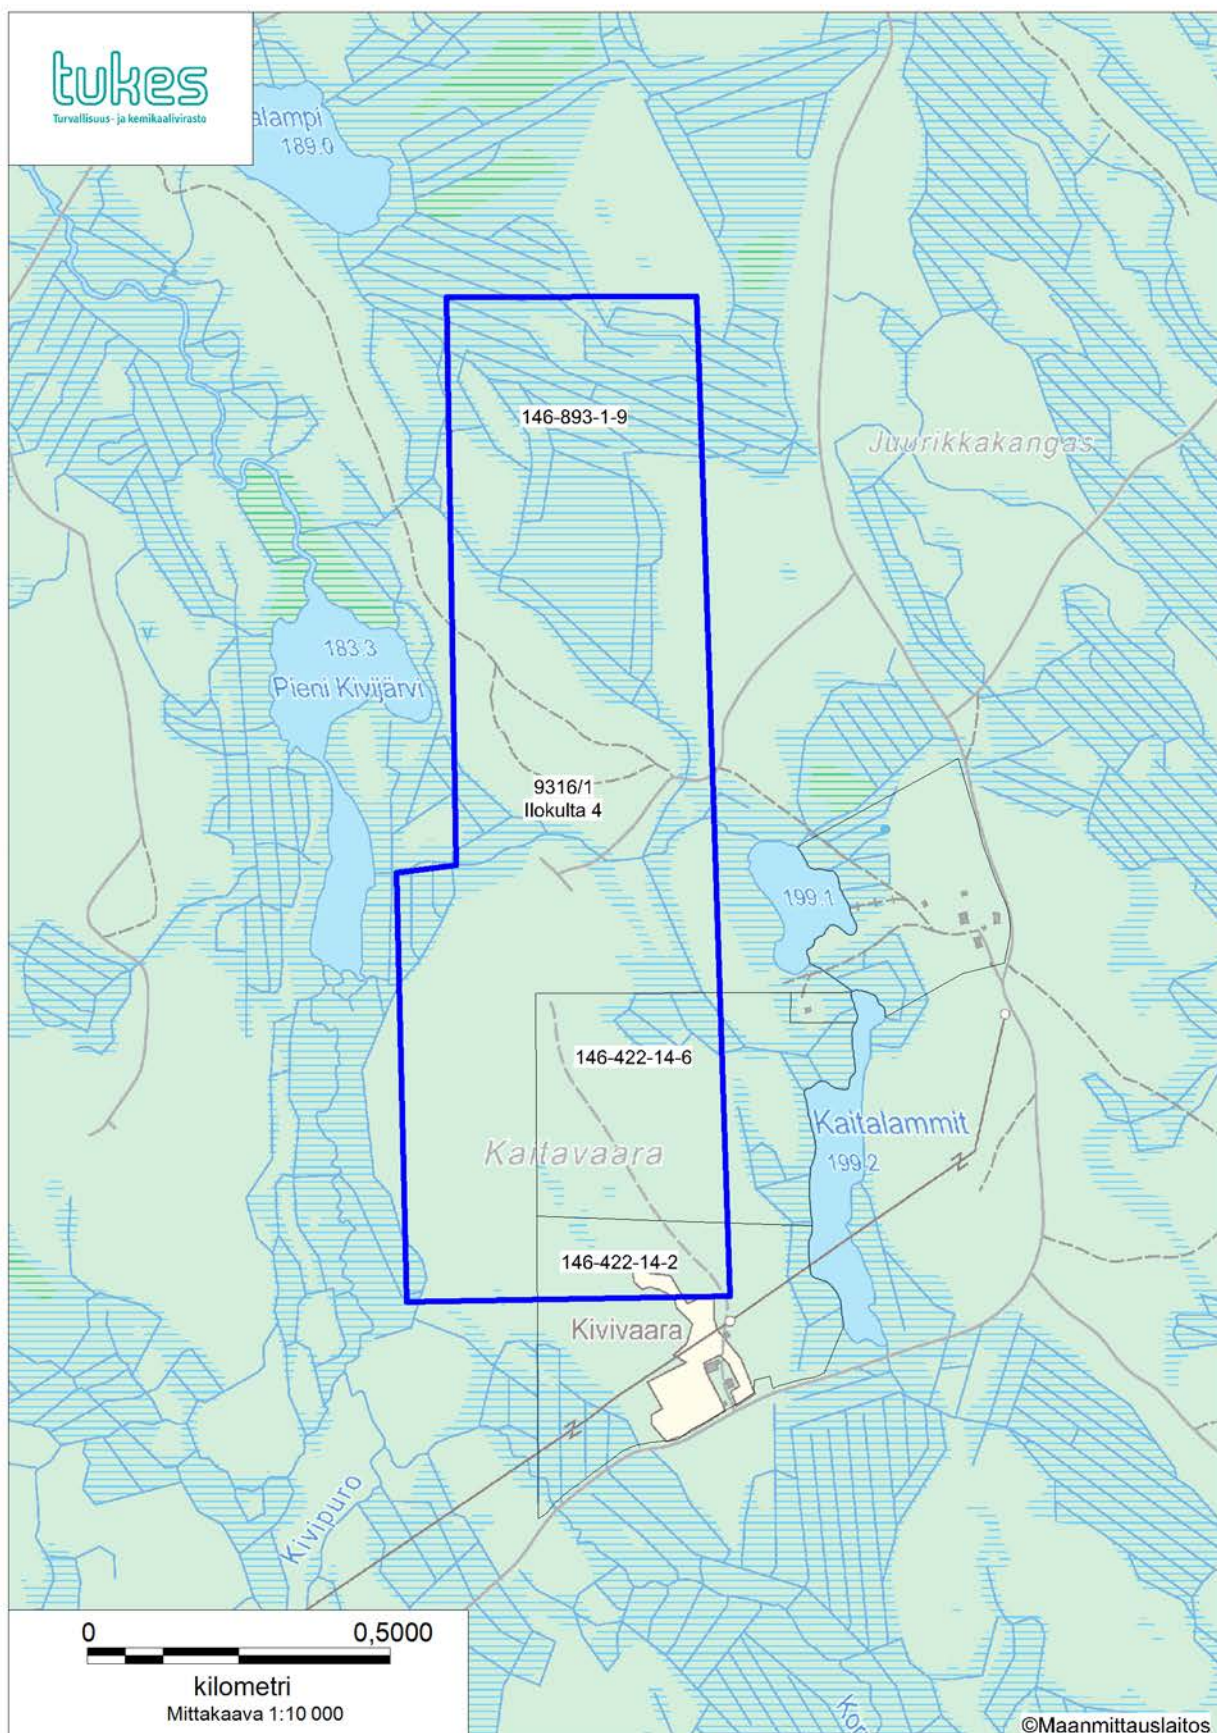 tukes
Turvallisuus- ja kemikaalivirasto
alampi
189.0
146-893-1-9
Juurikkakangas
183.3
Pieni Kivijärvi
9316/1
Ilokulta 4
199.1
146-422-14-6
Kaitalammit
199.2
Kaitavaara
146-422-14-2
Kivivaara
Kivipuro
0 0,5000
kilometri
Mittakaava 1:10 000
Kor
©Maanmittauslaitos